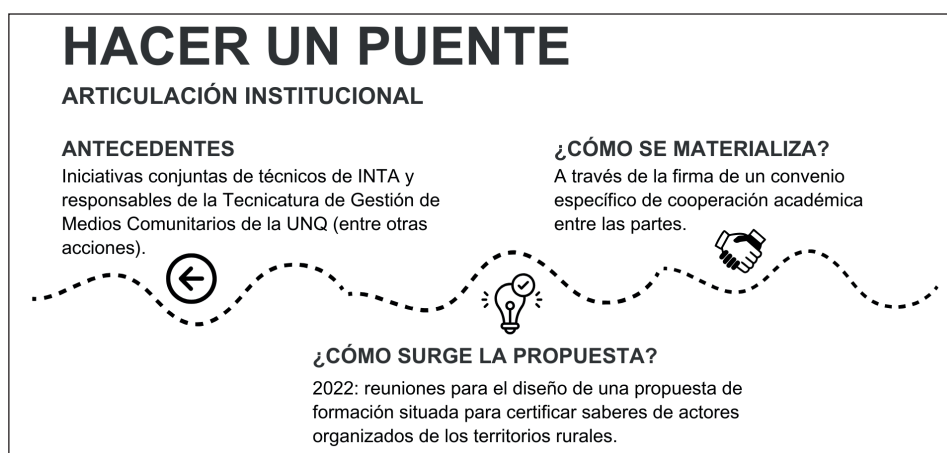 HACER UN PUENTE
ARTICULACIÓN INSTITUCIONAL
ANTECEDENTES
Iniciativas conjuntas de técnicos de INTA y
responsables de la Tecnicatura de Gestión de
Medios Comunitarios de la UNQ (entre otras
acciones).
¿CÓMO SURGE LA PROPUESTA?
2022: reuniones para el diseño de una propuesta de
formación situada para certificar saberes de actores
organizados de los territorios rurales.
¿CÓMO SE MATERIALIZA?
A través de la firma de un convenio
específico de cooperación académica
entre las partes.